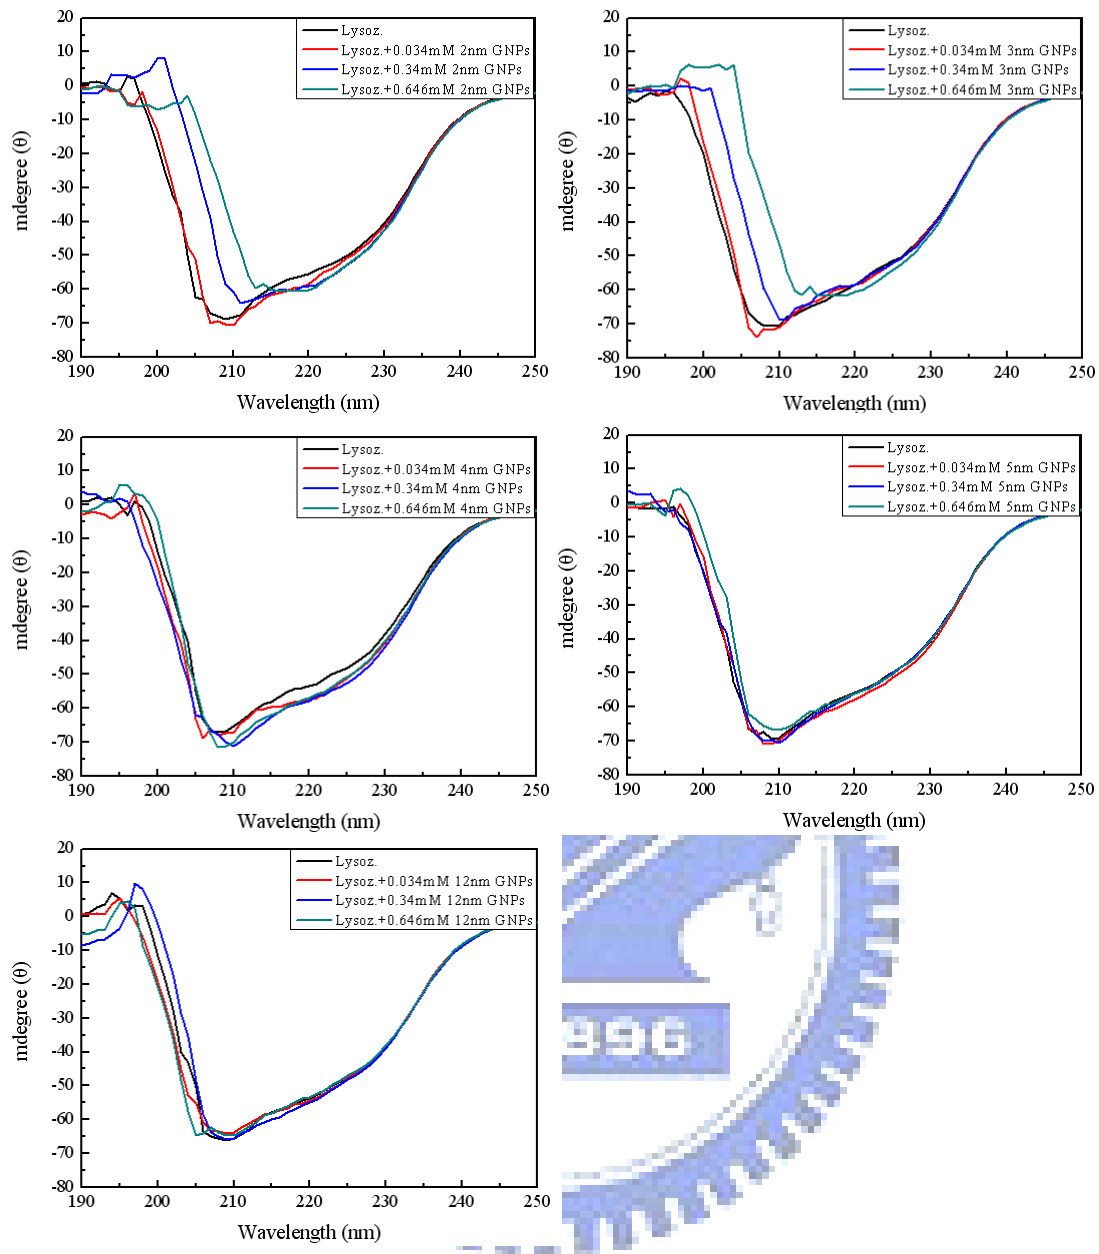 20
10
0
-10
-20
-30
-40
-50
-60
-70
-80
190 200 210 220 230 240 250
mdegree (θ)
Wavelength (nm)
Lysoz.
Lysoz.+0.034mM 2nm GNPs
Lysoz.+0.34mM 2nm GNPs
Lysoz.+0.646mM 2nm GNPs
20
10
0
-10
-20
-30
-40
-50
-60
-70
-80
190 200 210 220 230 240 250
mdegree (θ)
Wavelength (nm)
Lysoz.
Lysoz.+0.034mM 3nm GNPs
Lysoz.+0.34mM 3nm GNPs
Lysoz.+0.646mM 3nm GNPs
20
10
0
-10
-20
-30
-40
-50
-60
-70
-80
190 200 210 220 230 240 250
mdegree (θ)
Wavelength (nm)
Lysoz.
Lysoz.+0.034mM 4nm GNPs
Lysoz.+0.34mM 4nm GNPs
Lysoz.+0.646mM 4nm GNPs
20
10
0
-10
-20
-30
-40
-50
-60
-70
-80
190 200 210 220 230 240 250
mdegree (θ)
Wavelength (nm)
Lysoz.
Lysoz.+0.034mM 5nm GNPs
Lysoz.+0.34mM 5nm GNPs
Lysoz.+0.646mM 5nm GNPs
20
10
0
-10
-20
-30
-40
-50
-60
-70
-80
190 200 210 220 230 240 250
mdegree (θ)
Wavelength (nm)
Lysoz.
Lysoz.+0.034mM 12nm GNPs
Lysoz.+0.34mM 12nm GNPs
Lysoz.+0.646mM 12nm GNPs
996